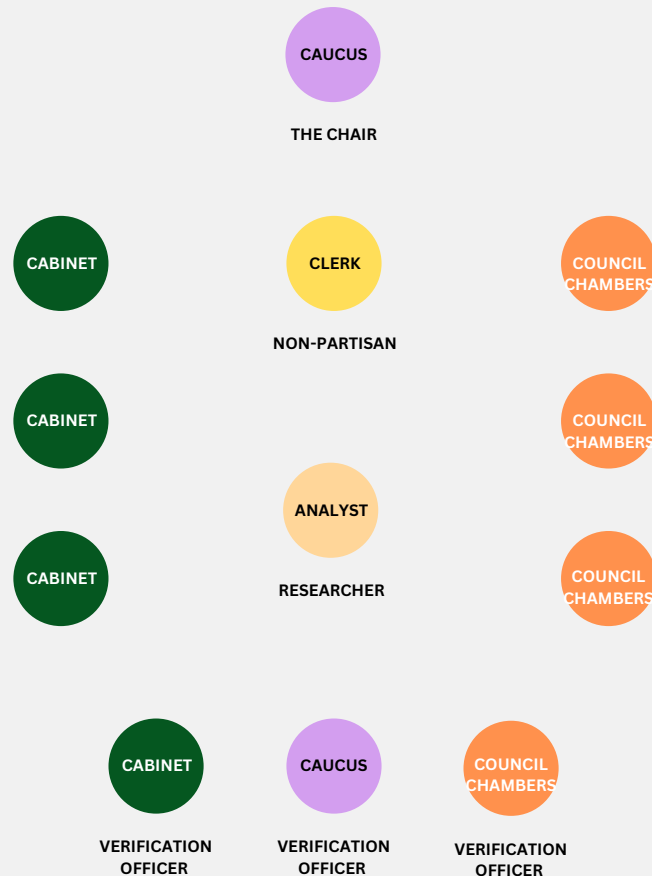 CAUCUS
THE CHAIR
CABINET
CLERK
COUNCIL
CHAMBERS
NON-PARTISAN
CABINET
COUNCIL
CHAMBERS
ANALYST
RESEARCHER
CABINET
COUNCIL
CHAMBERS
CABINET
CAUCUS
COUNCIL
CHAMBERS
VERIFICATION
OFFICER
VERIFICATION
OFFICER
VERIFICATION
OFFICER